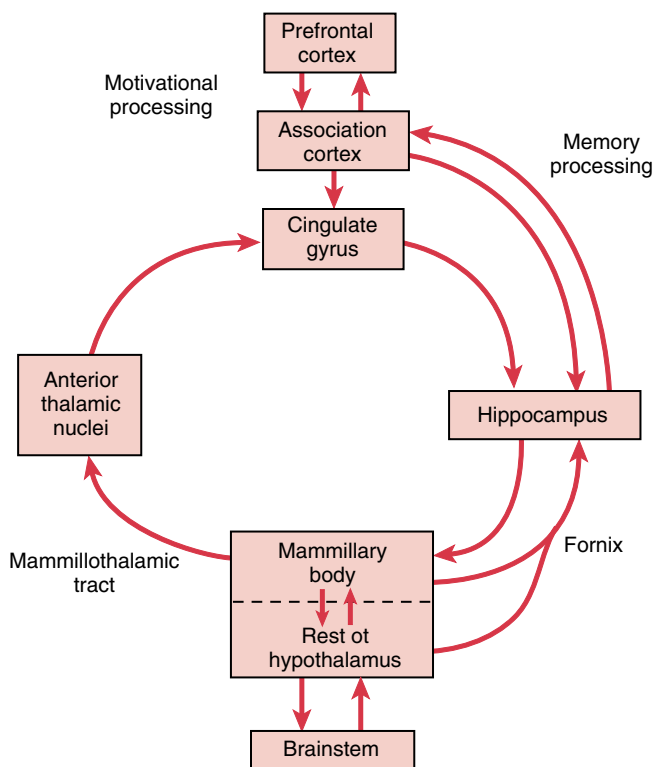 Prefrontal
cortex
Motivational
processing
Association
cortex
Memory
processing
Cingulate
gyrus
Anterior
thalamic
nuclei
Hippocampus
Mammillothalamic
tract
Mammillary
body
Fornix
Rest ot
hypothalamus
Brainstem